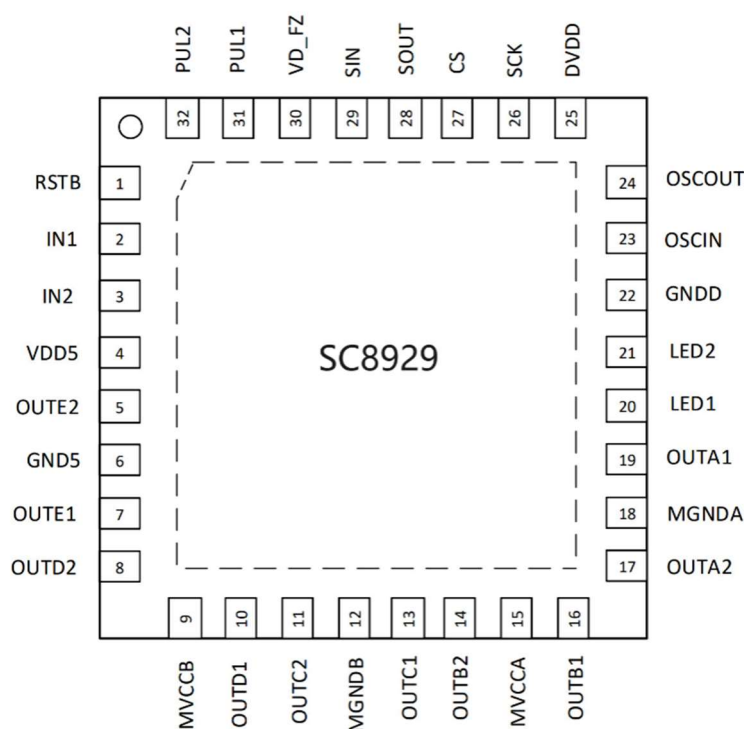 PUL2 PUL1 VD_FZ SIN SOUT CS SCK DVDD
32 31 30 29 28 27 26 25
RSTB 1 24 OSCOUT
IN1 2 23 OSCIN
IN2 3 22 GNDD
VDD5 4 SC8929 21 LED2
OUTE2 5 20 LED1
GND5 6 19 OUTA1
OUTE1 7 18 MGNDA
OUTD2 8 17 OUTA2
9 10 11 12 13 14 15 16
MVCCB OUTD1 OUTC2 MGNDB OUTC1 OUTB2 MVCCA OUTB1